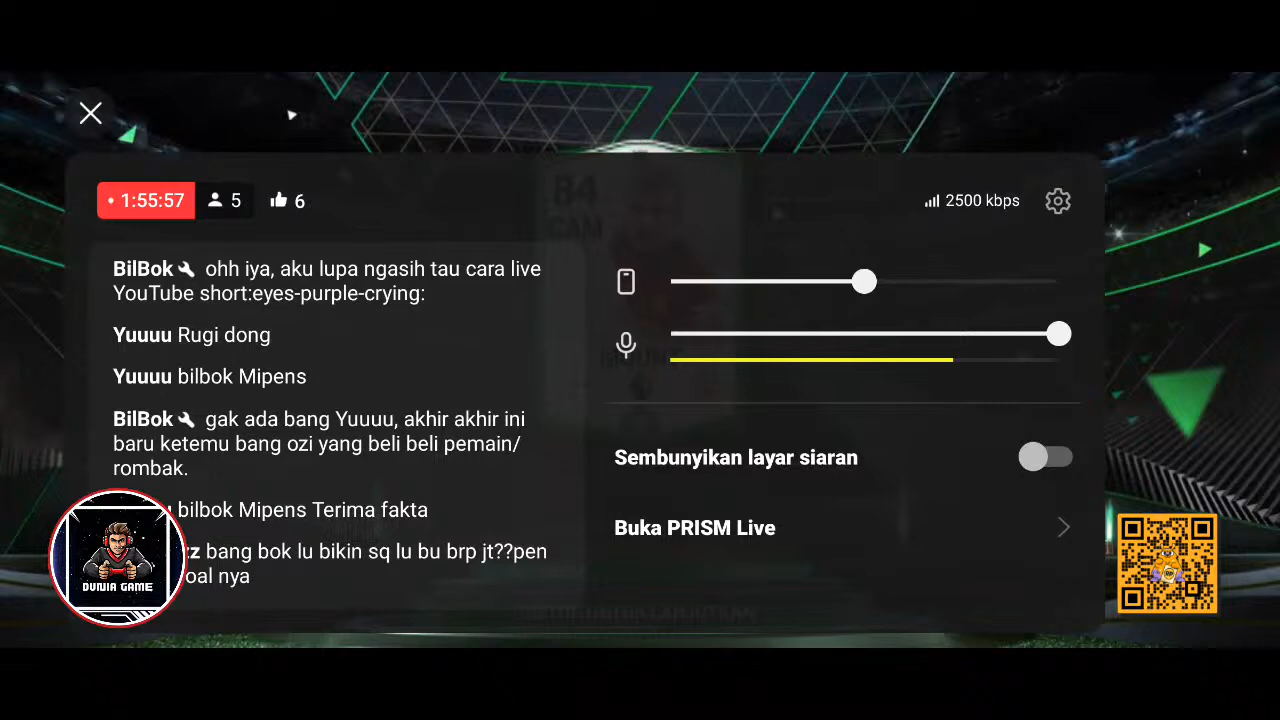 1:55:57 5 6
2500 kbps
BilBok ohh iya, aku lupa ngasih tau cara live
YouTube short:eyes-purple-crying:
Yuuuu Rugi dong
Yuuuu bilbok Mipens
BilBok gak ada bang Yuuuu, akhir akhir ini
baru ketemu bang ozi yang beli beli pemain/
rombak.
bilbok Mipens Terima fakta
bang bok lu bikin sq lu bu brp jt??pen
Sembunyikan layar siaran
Buka PRISM Live
84
CAM
DUNIA GAME
nya